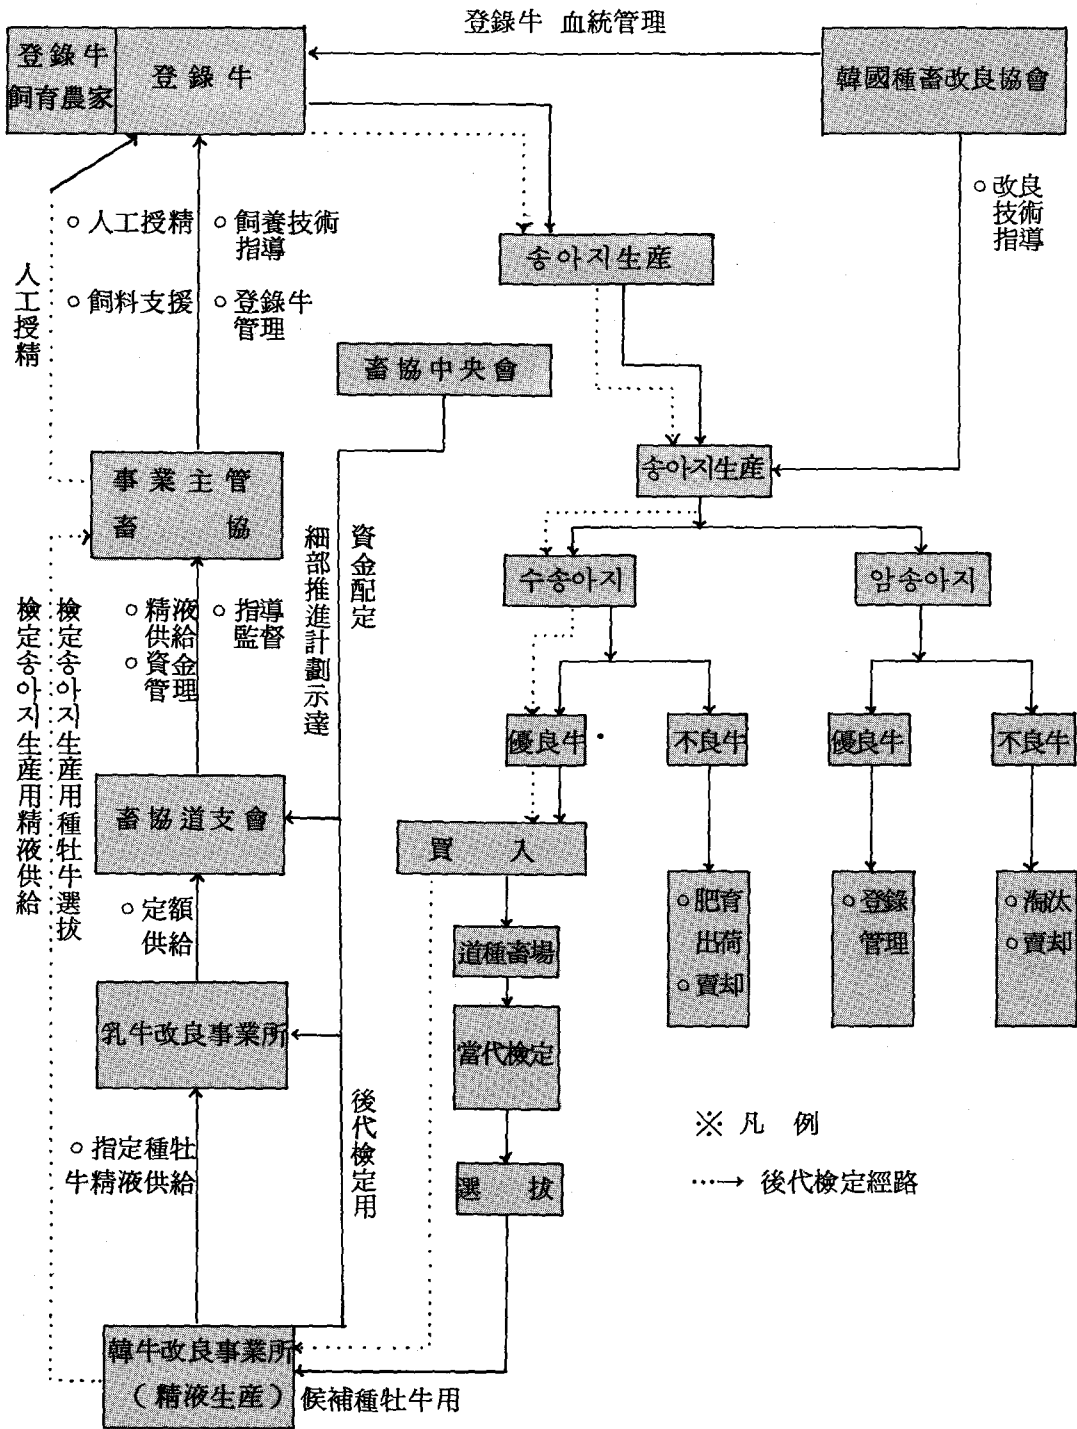 登錄牛 血統管理
登錄牛
飼育農家
登錄牛
韓國種畜改良協會
○ 改良
技術
指導
○ 人工授精
○ 飼養技術
指導
○ 飼料支援
○ 登錄牛
管理
人工授精
송아지生産
畜協中央會
송아지生産
事業主管
畜 協
細部推進計劃示達
資金配定
수송아지
암송아지
○ 精液
供給
○ 資金
管理
○ 指導
監督
檢定송아지生産用精液供給
檢定송아지生産用種牡牛選拔
優良牛
不良牛
優良牛
不良牛
畜協道支會
買 入
○ 肥育
出荷
○ 賣却
○ 登錄
管理
○ 淘汰
○ 賣却
○ 定額
供給
道種畜場
乳牛改良事業所
當代檢定
後代檢定用
※ 凡 例
○ 指定種牡
牛精液供給
選 拔
…→ 後代檢定經路
韓牛改良事業所
(精液生産)
候補種牡牛用